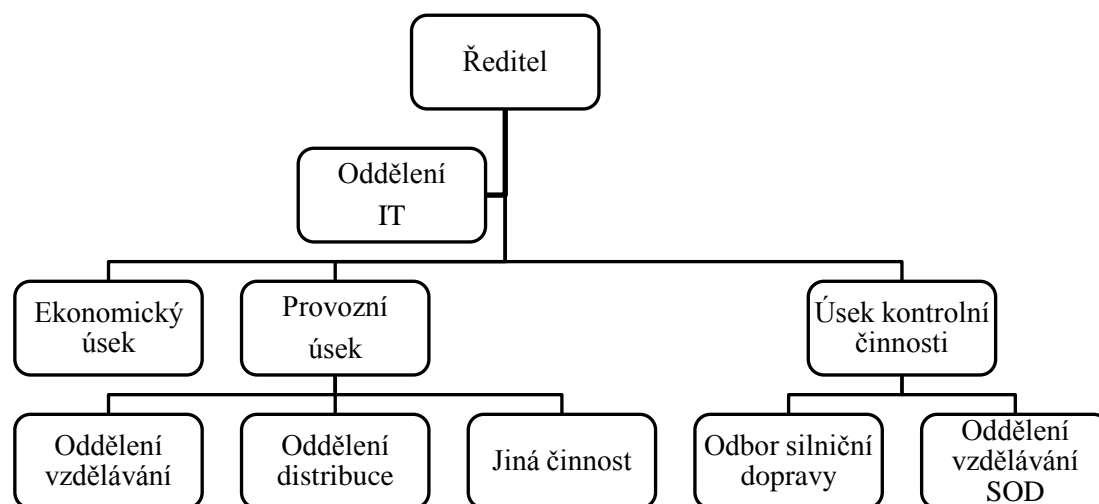 Ředitel
Oddělení
IT
Ekonomický
úsek
Provozní
úsek
Úsek kontrolní
činnosti
Oddělení
vzdělávání
Oddělení
distribuce
Jiná činnost
Odbor silniční
dopravy
Oddělení
vzdělávání
SOD